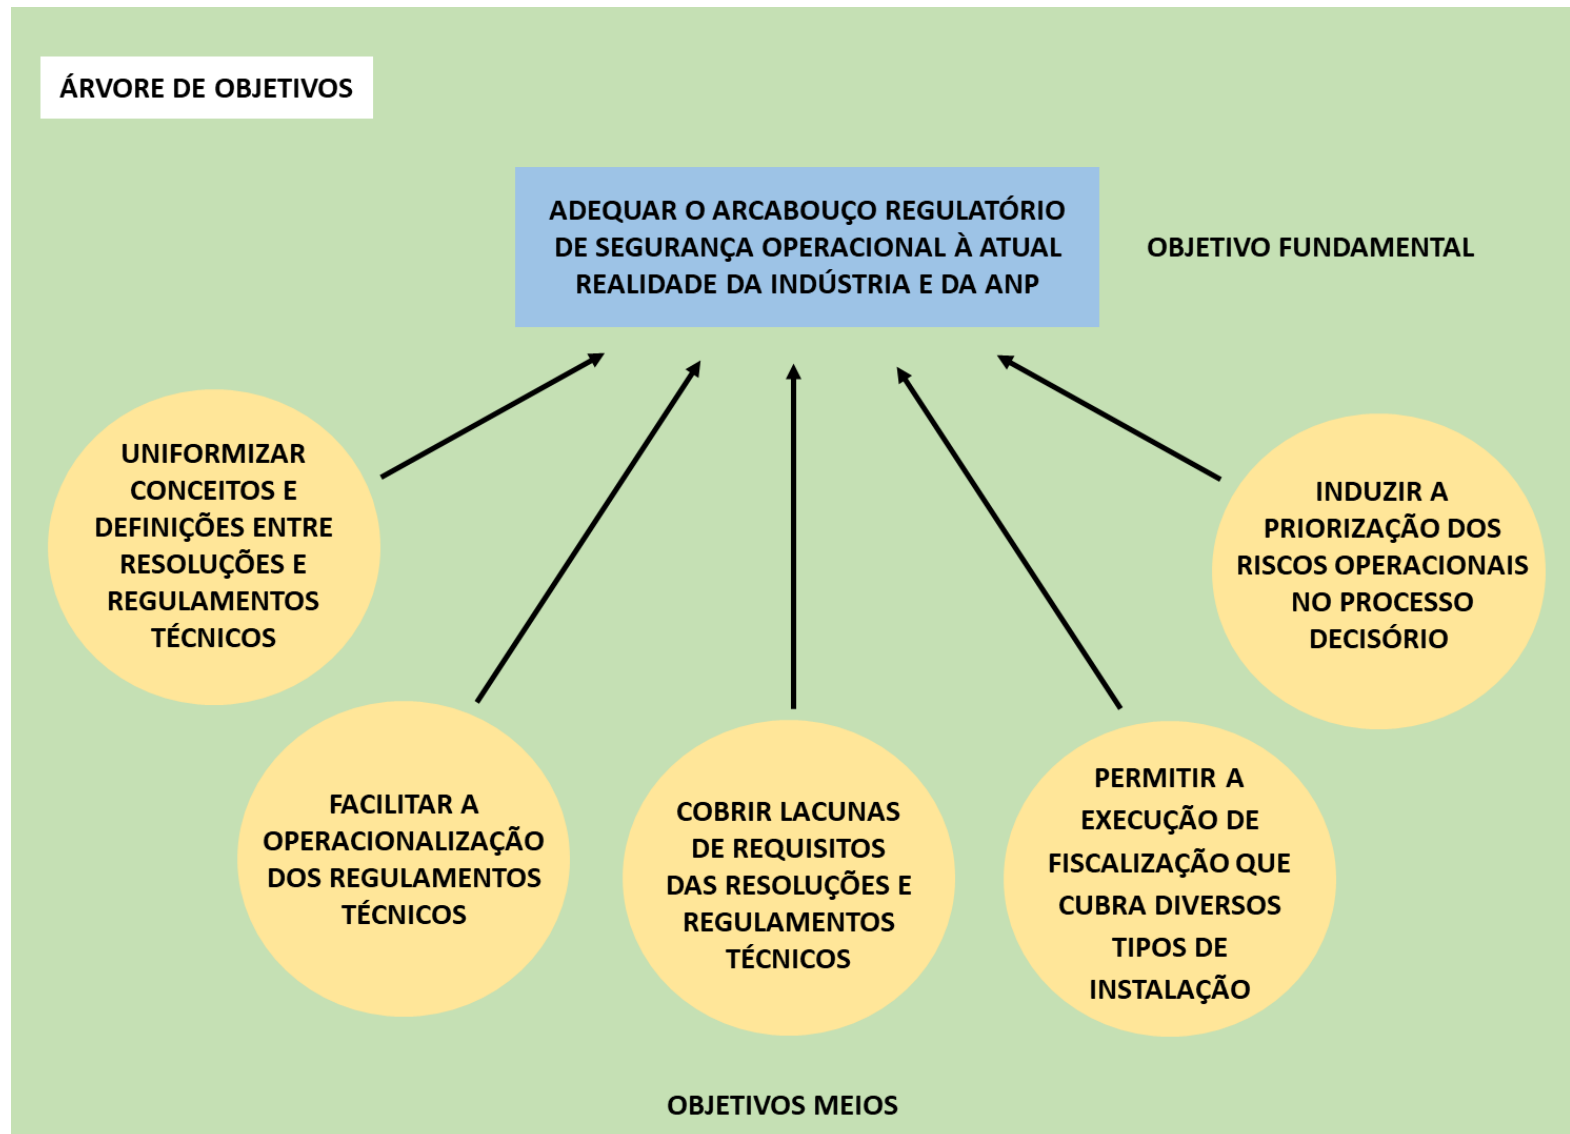 ÁRVORE DE OBJETIVOS
ADEQUAR O ARCABOUÇO REGULATÓRIO
DE SEGURANÇA OPERACIONAL À ATUAL
REALIDADE DA INDÚSTRIA E DA ANP
OBJETIVO FUNDAMENTAL
UNIFORMIZAR
CONCEITOS E
DEFINIÇÕES ENTRE
RESOLUÇÕES E
REGULAMENTOS
TÉCNICOS
FACILITAR A
OPERACIONALIZAÇÃO
DOS REGULAMENTOS
TÉCNICOS
COBRIR LACUNAS
DE REQUISITOS
DAS RESOLUÇÕES E
REGULAMENTOS
TÉCNICOS
PERMITIR A
EXECUÇÃO DE
FISCALIZAÇÃO QUE
CUBRA DIVERSOS
TIPOS DE
INSTALAÇÃO
INDUZIR A
PRIORIZAÇÃO DOS
RISCOS OPERACIONAIS
NO PROCESSO
DECISÓRIO
OBJETIVOS MEIOS